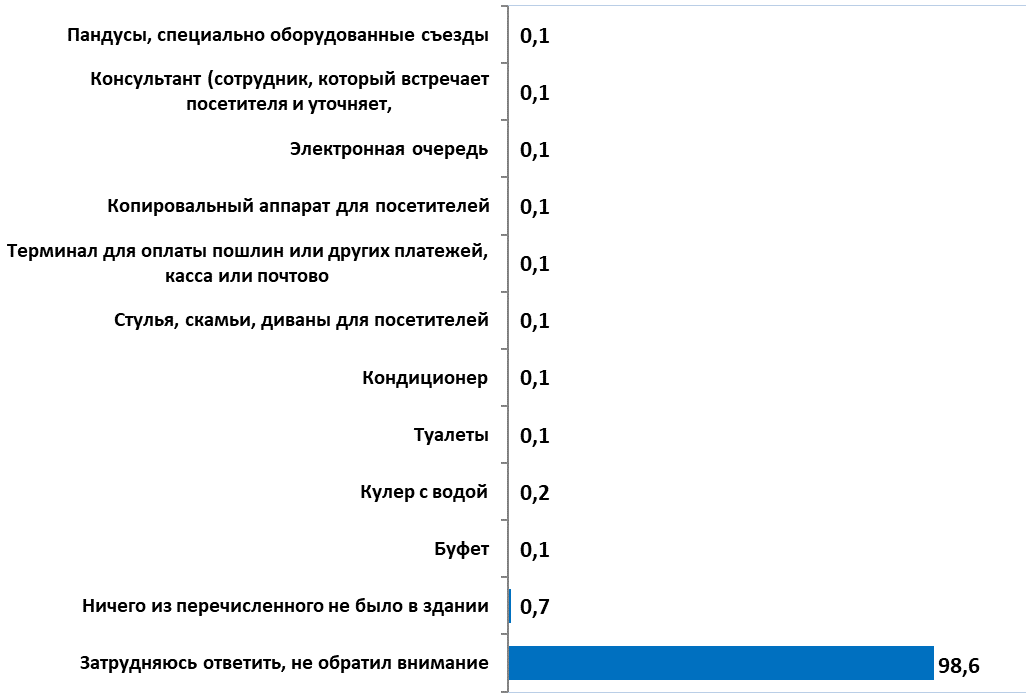 Пандусы, специально оборудованные съезды 0,1
Консультант (сотрудник, который встречает
посетителя и уточняет, 0,1
Электронная очередь 0,1
Копировальный аппарат для посетителей 0,1
Терминал для оплаты пошлин или других платежей,
касса или почтово 0,1
Стулья, скамьи, диваны для посетителей 0,1
Кондиционер 0,1
Туалеты 0,1
Кулер с водой 0,2
Буфет 0,1
Ничего из перечисленного не было в здании 0,7
Затрудняюсь ответить, не обратил внимание 98,6